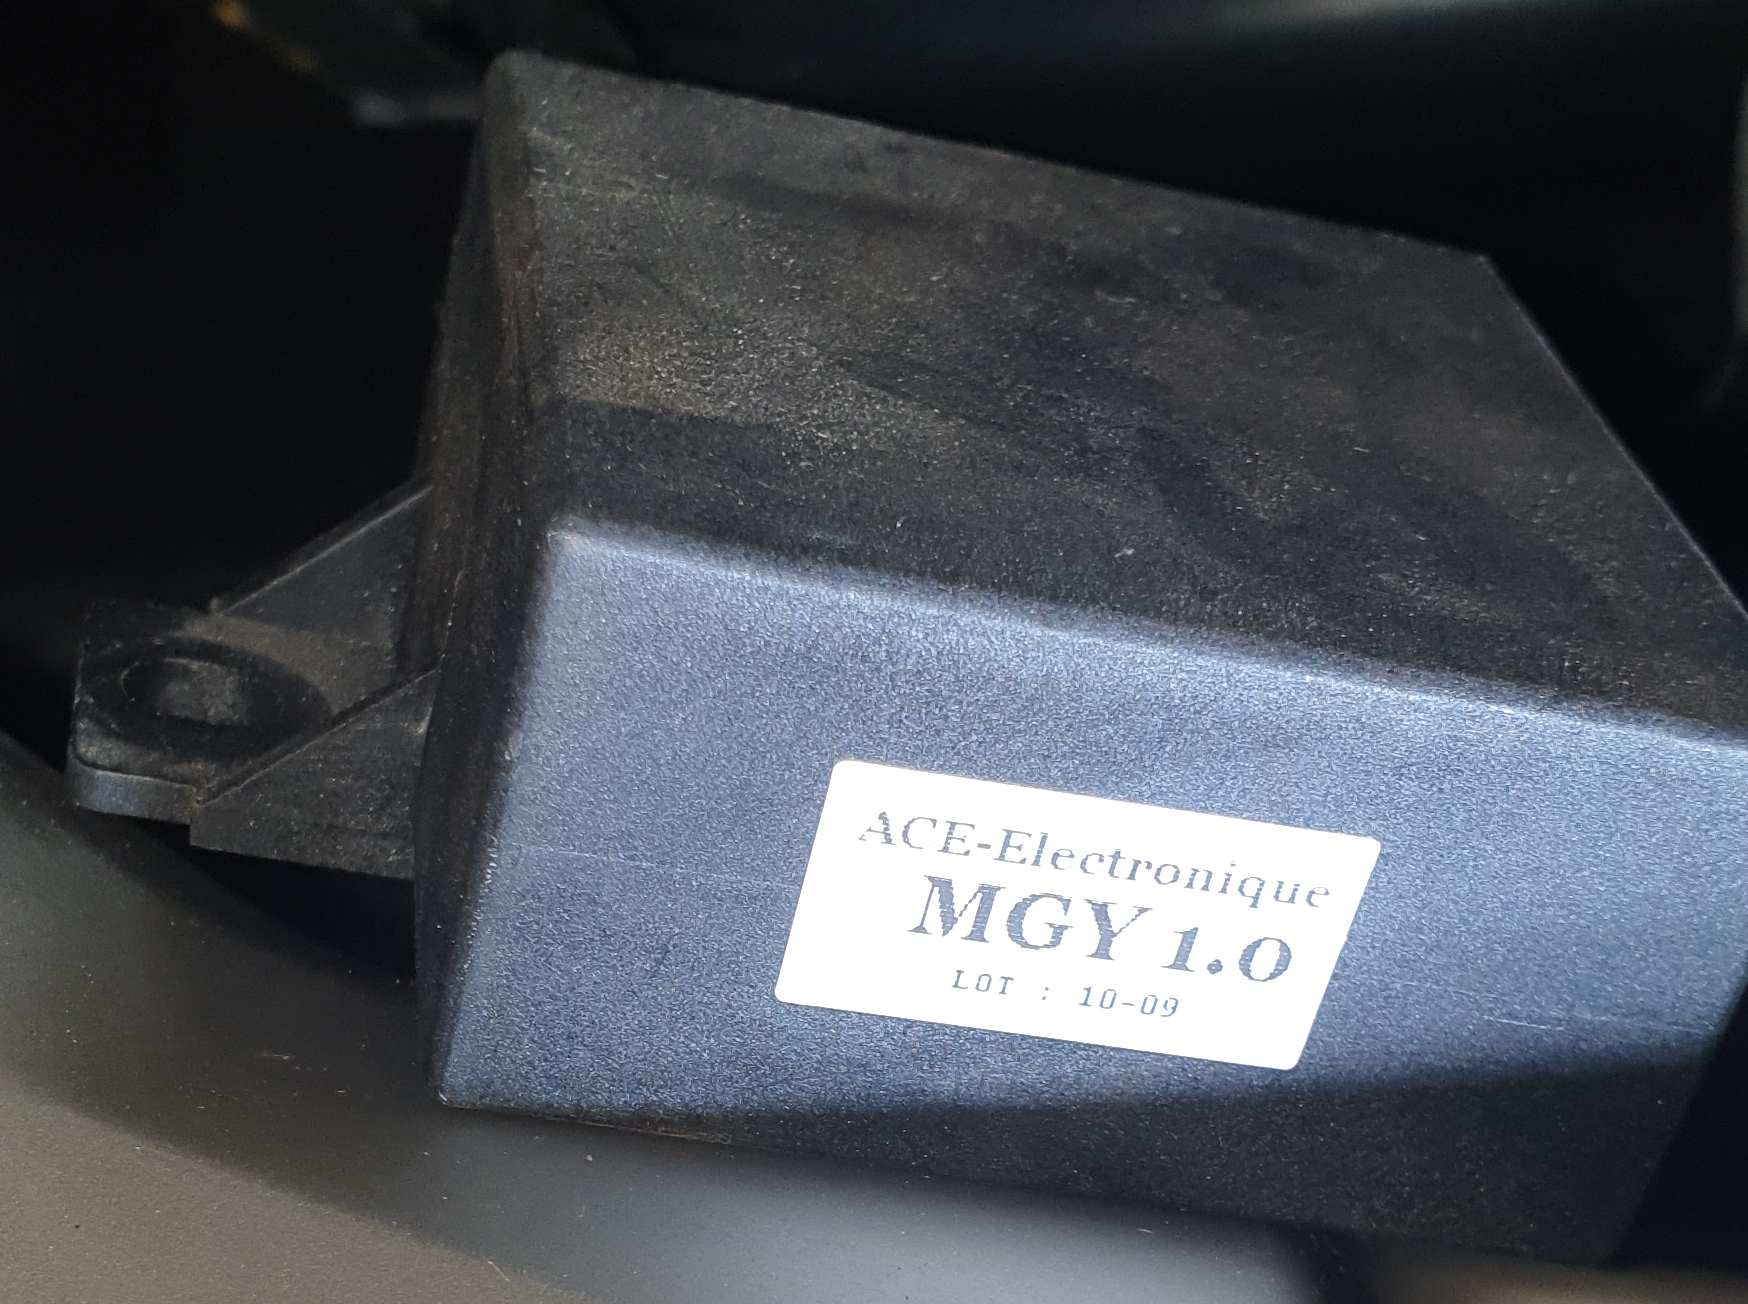 ACE-Electronique
MGY 1.0
LOT : 10-09